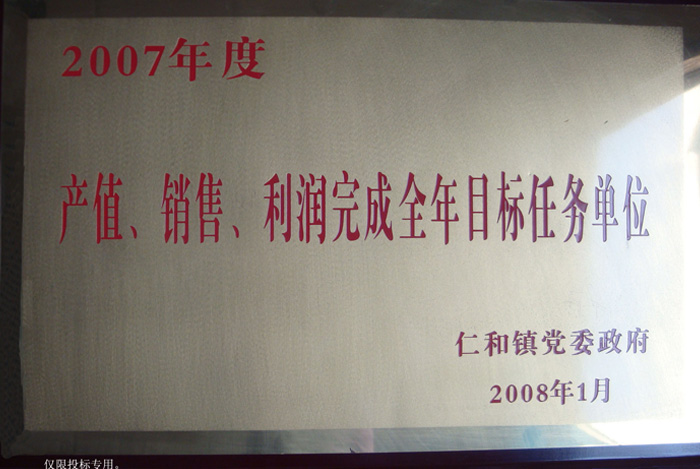 2007年度
产值、销售、利润完成全年目标任务单位
仁和镇党委政府
2008年1月
仅限投标专用。